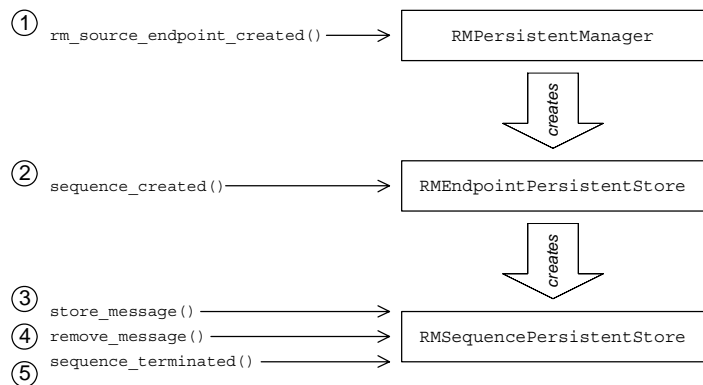 1
rm_source_endpoint_created()
RMPersistentManager
creates
2
sequence_created()
RMEndpointPersistentStore
creates
3
store_message()
4
remove_message()
RMSequencePersistentStore
5
sequence_terminated()